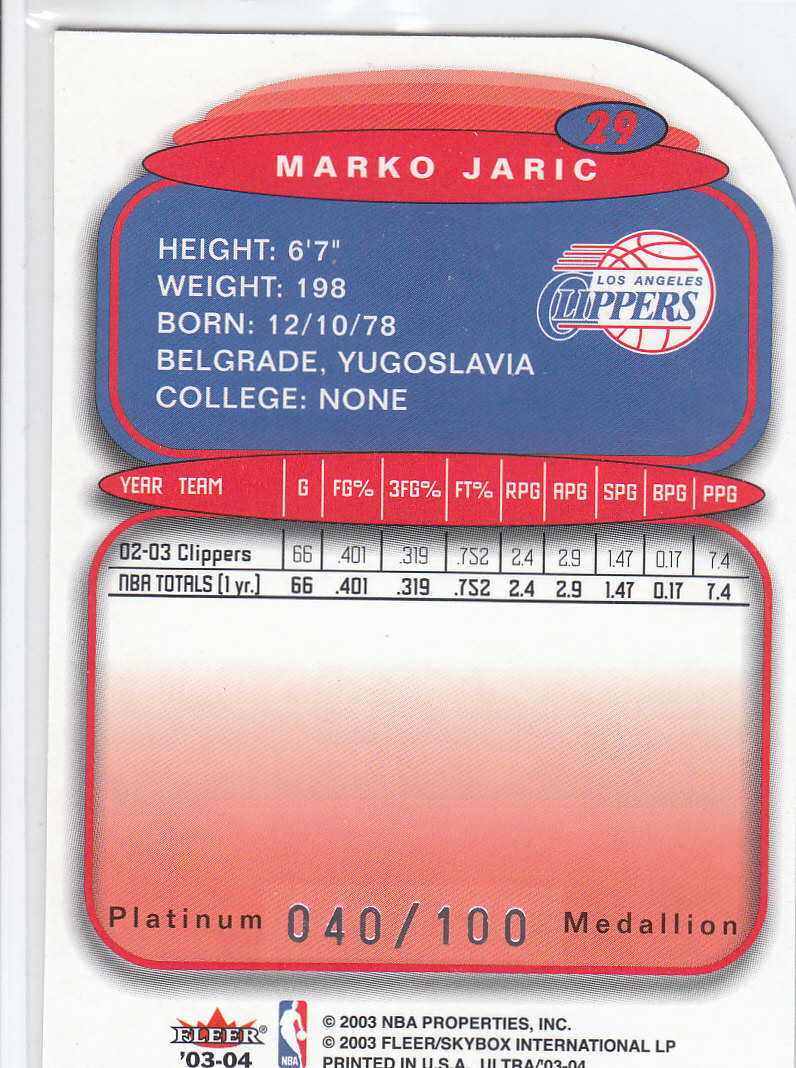 29
MARKO JARIC
HEIGHT: 6'7"
WEIGHT: 198
BORN: 12/10/78
BELGRADE, YUGOSLAVIA
COLLEGE: NONE
LOS ANGELES
CLIPPERS
YEAR TEAM G FG% 3FG% FT% RPG APG SPG BPG PPG
02-03 Clippers 66 .401 .319 .752 2.4 2.9 1.47 0.17 7.4
NBA TOTALS (1 yr.) 66 .401 .319 .752 2.4 2.9 1.47 0.17 7.4
Platinum 040/100 Medallion
FLEER®
'03-04
NBA
© 2003 NBA PROPERTIES, INC.
© 2003 FLEER/SKYBOX INTERNATIONAL LP
PRINTED IN U.S.A. ULTRA/'03-04